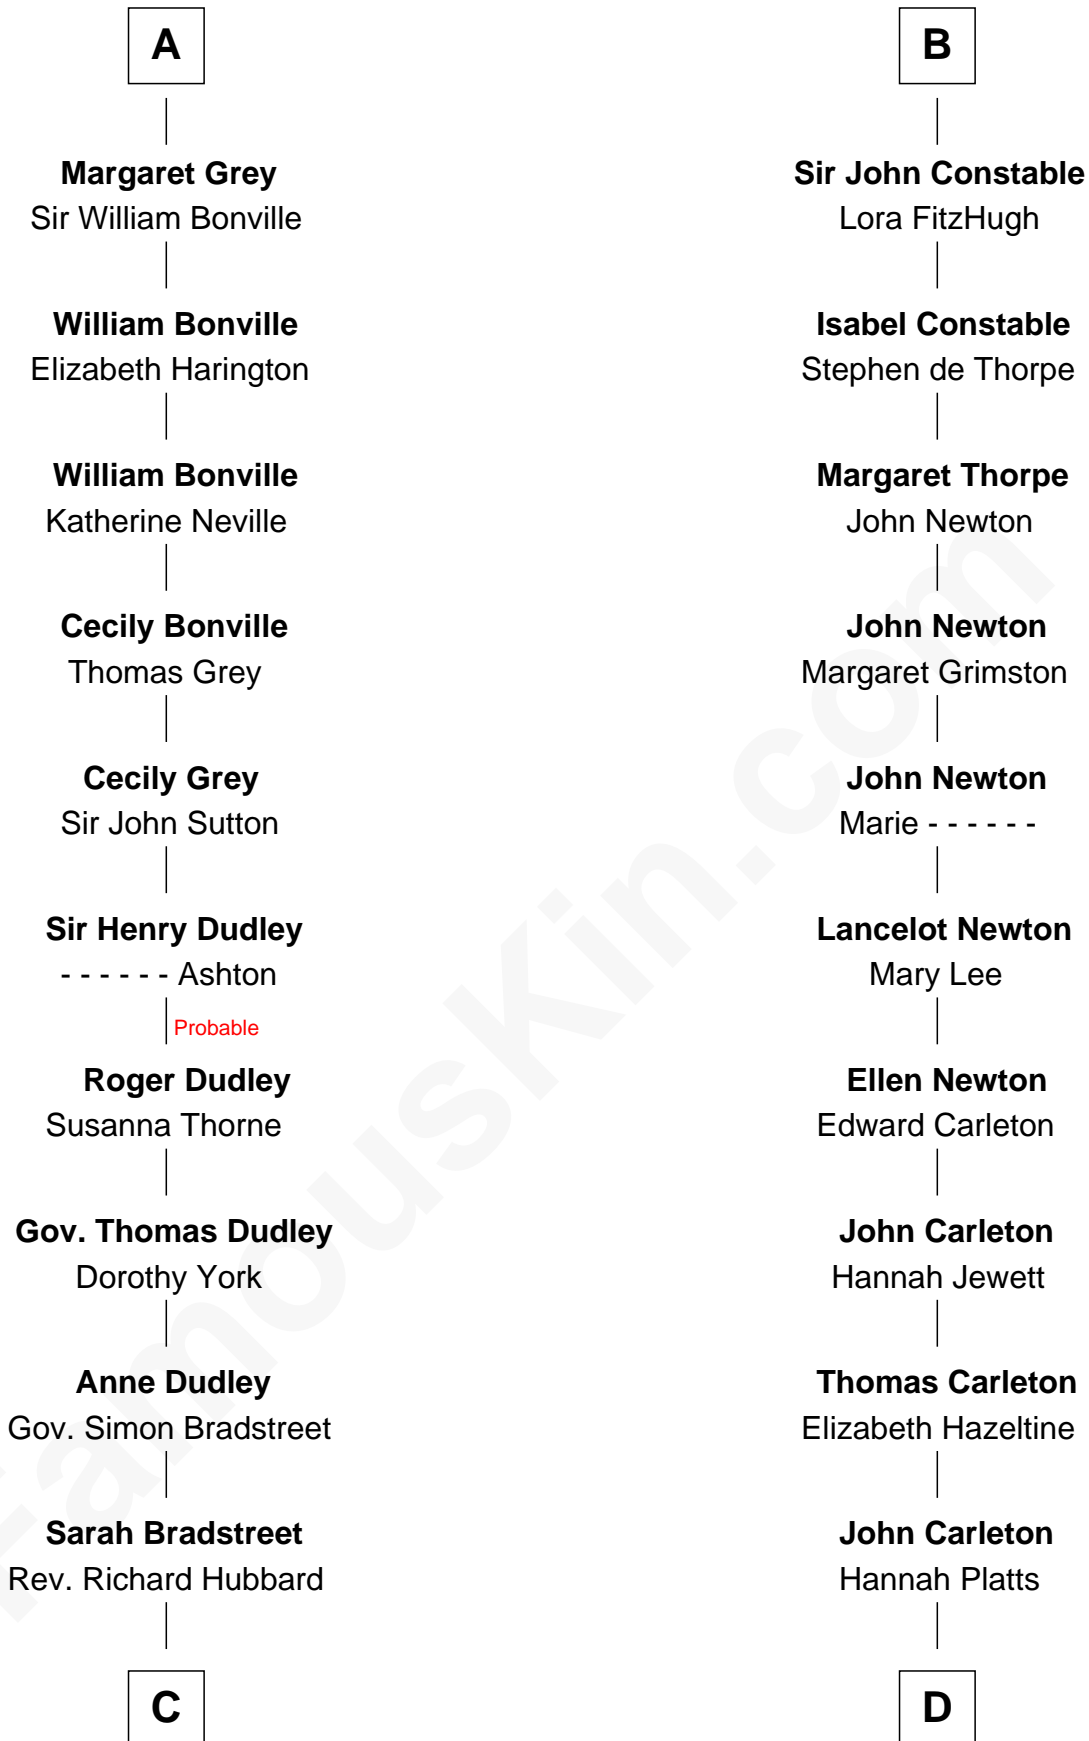 A
Margaret Grey
Sir William Bonville
William Bonville
Elizabeth Harington
William Bonville
Katherine Neville
Cecily Bonville
Thomas Grey
Cecily Grey
Sir John Sutton
Sir Henry Dudley
- - - - - - Ashton
Probable
Roger Dudley
Susanna Thorne
Gov. Thomas Dudley
Dorothy York
Anne Dudley
Gov. Simon Bradstreet
Sarah Bradstreet
Rev. Richard Hubbard
C
B
Sir John Constable
Lora FitzHugh
Isabel Constable
Stephen de Thorpe
Margaret Thorpe
John Newton
John Newton
Margaret Grimston
John Newton
Marie - - - - - -
Lancelot Newton
Mary Lee
Ellen Newton
Edward Carleton
John Carleton
Hannah Jewett
Thomas Carleton
Elizabeth Hazeltine
John Carleton
Hannah Platts
D
FamousKin.com